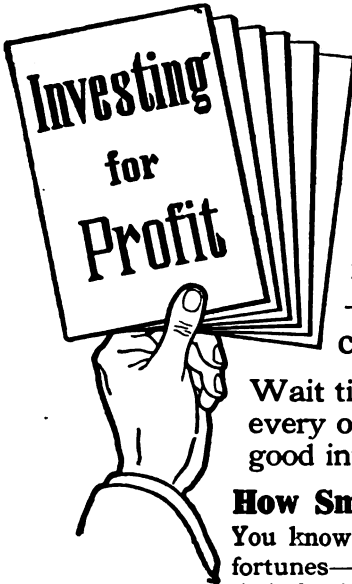 Investing
for
Profit
Wait ti
every o
good in
How Sm
You know
fortunes—